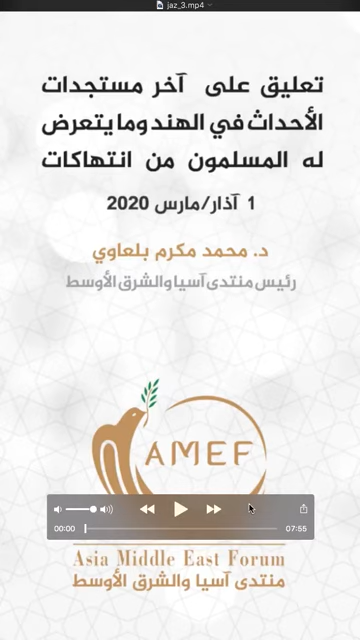 jaz_3.mp4
تعليق على آخر مستجدات
الأحداث في الهند وما يتعرض
له المسلمون من انتهاكات
1 آذار/مارس 2020
د. محمد مكرم بلعاوي
رئيس منتدى آسيا والشرق الأوسط
AMEF
00:00
07:55
Asia Middle East Forum
منتدى آسيا والشرق الأوسط